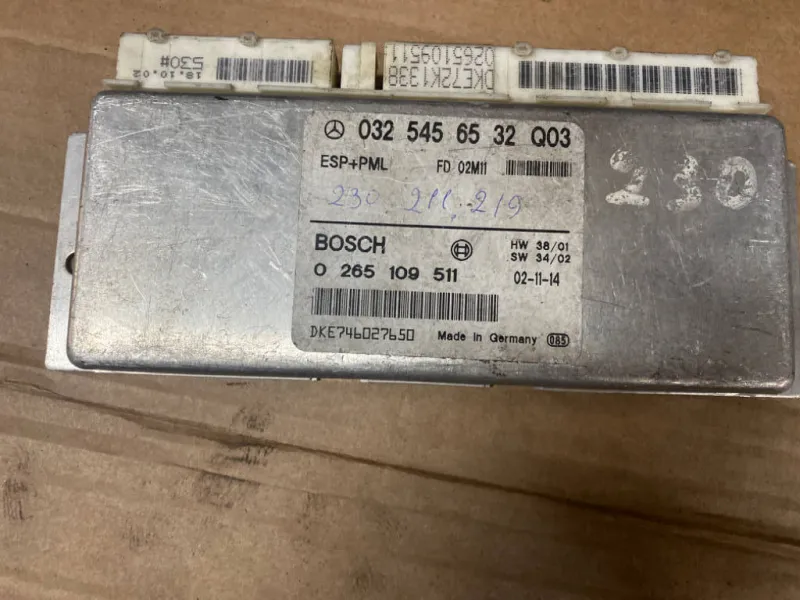 530#
18.10.02
DKE72K1338
0265109511
032 545 65 32 Q03
ESP+PML FD 02M11
230 211, 219
230
BOSCH HW 38/01
SW 34/02
0 265 109 511 02-11-14
DKE746027650 Made in Germany 085